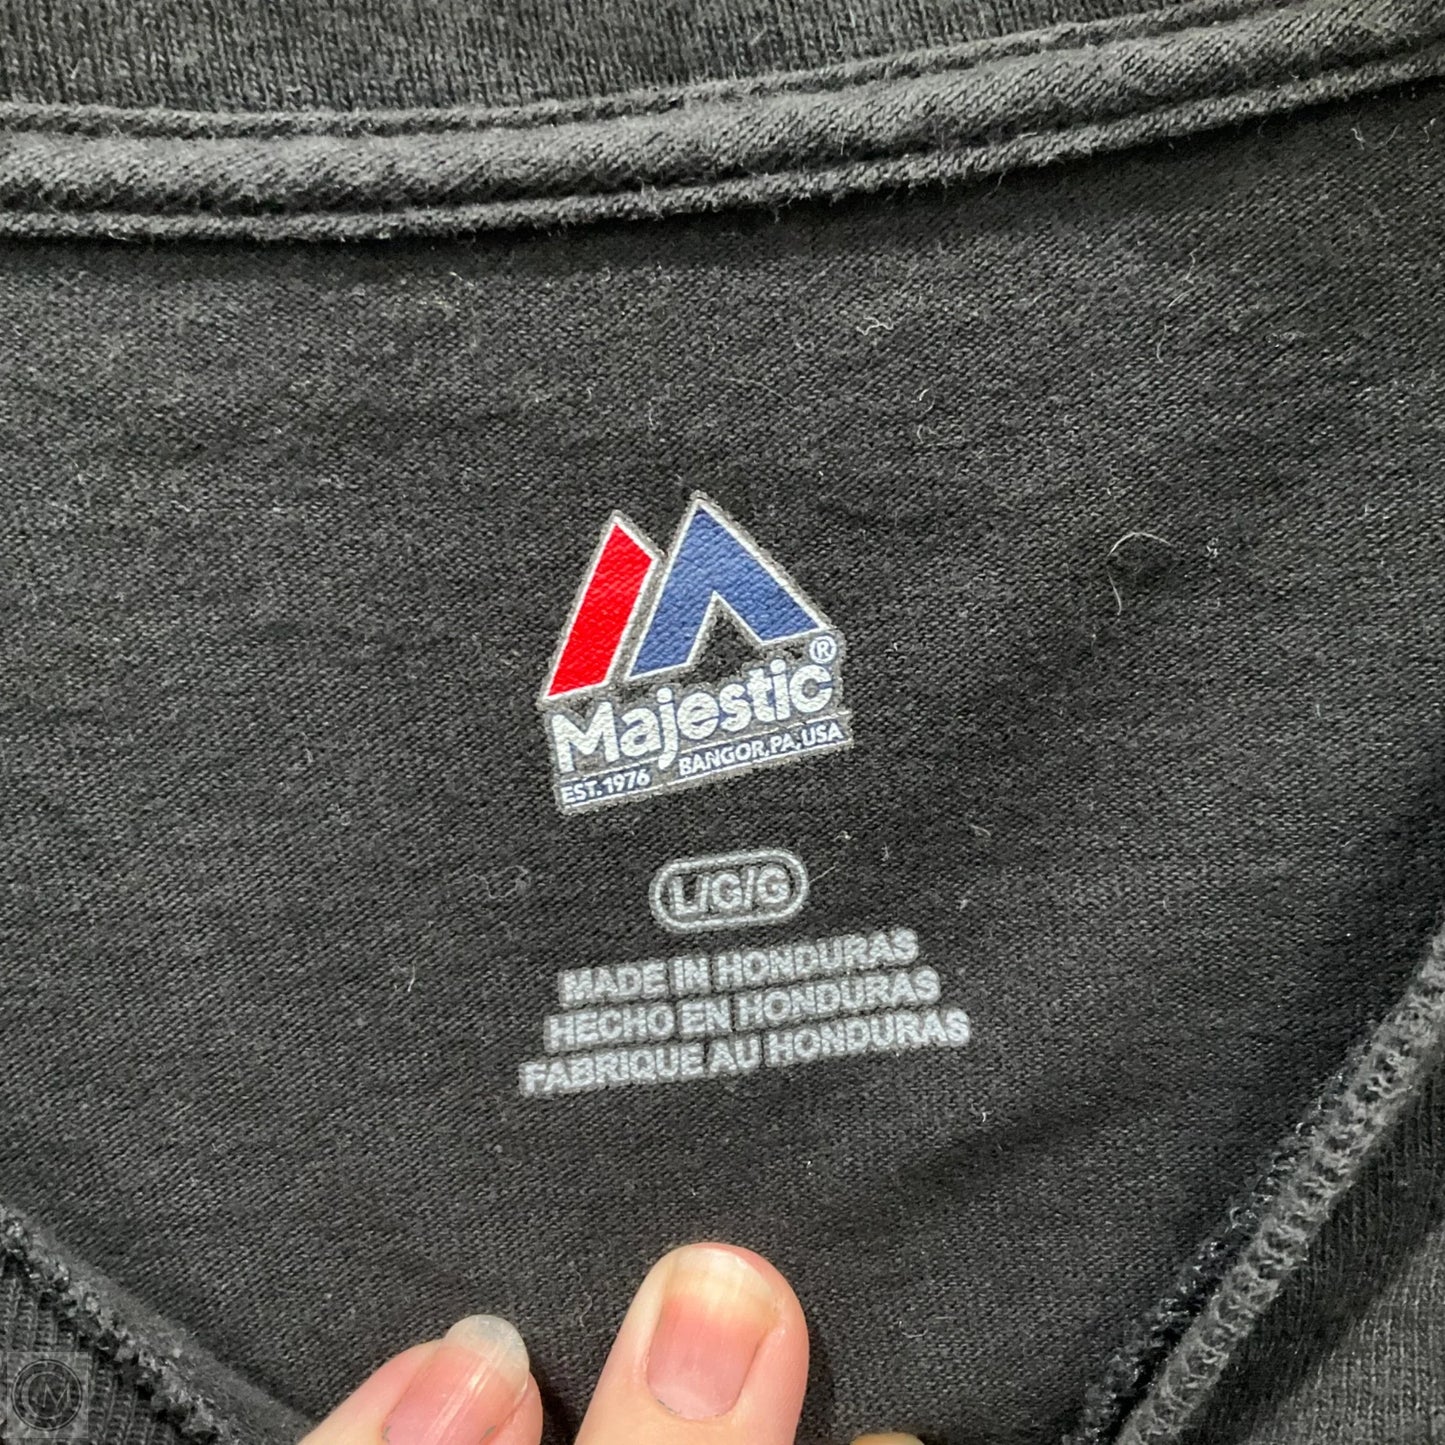 Majestic®
EST. 1976 BANGOR, PA, USA
L/G/G
MADE IN HONDURAS
HECHO EN HONDURAS
FABRIQUE AU HONDURAS